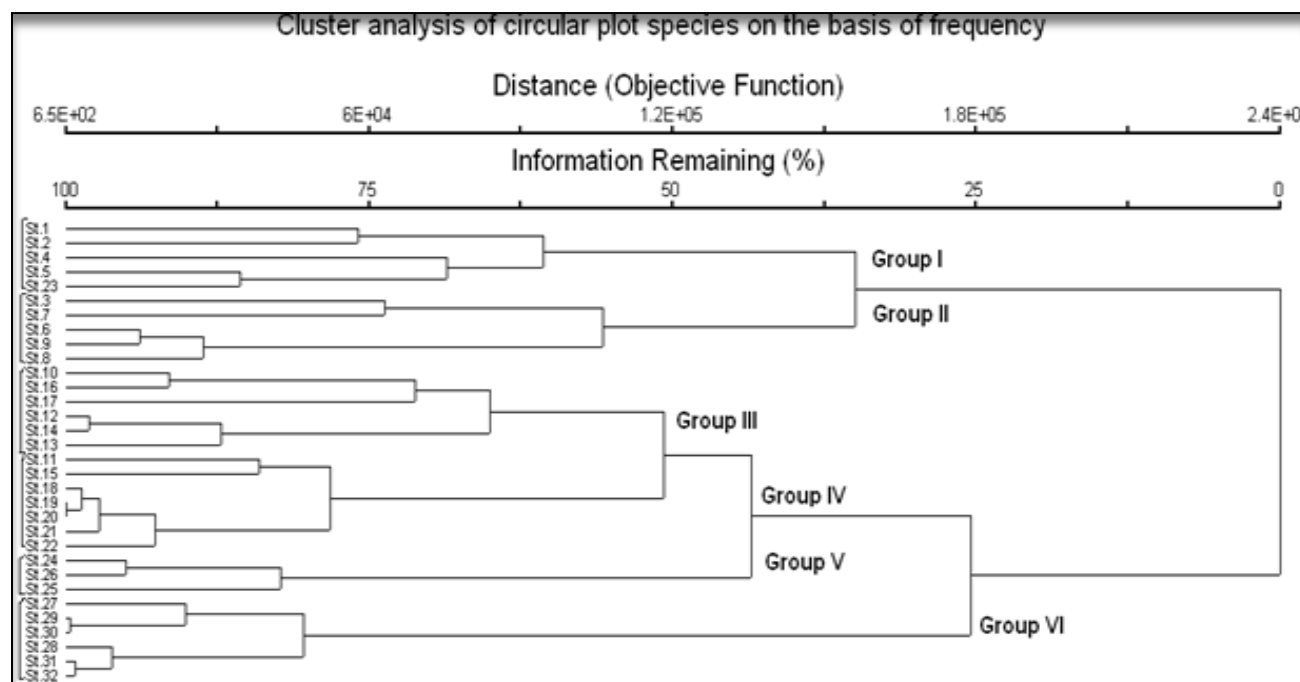 Cluster analysis of circular plot species on the basis of frequency
Distance (Objective Function)
6.5E+02 6E+04 1.2E+05 1.8E+05 2.4E+0
Information Remaining (%)
100 75 50 25 0
St.1
St.2
St.4
Group I
St.5
St.23
St.3
Group II
St.7
St.6
St.9
St.8
St.10
St.16
St.17
St.12
Group III
St.14
St.13
St.11
St.15
St.18
Group IV
St.19
St.20
St.21
St.22
St.24
Group V
St.26
St.25
St.27
St.29
Group VI
St.30
St.28
St.31
St.32